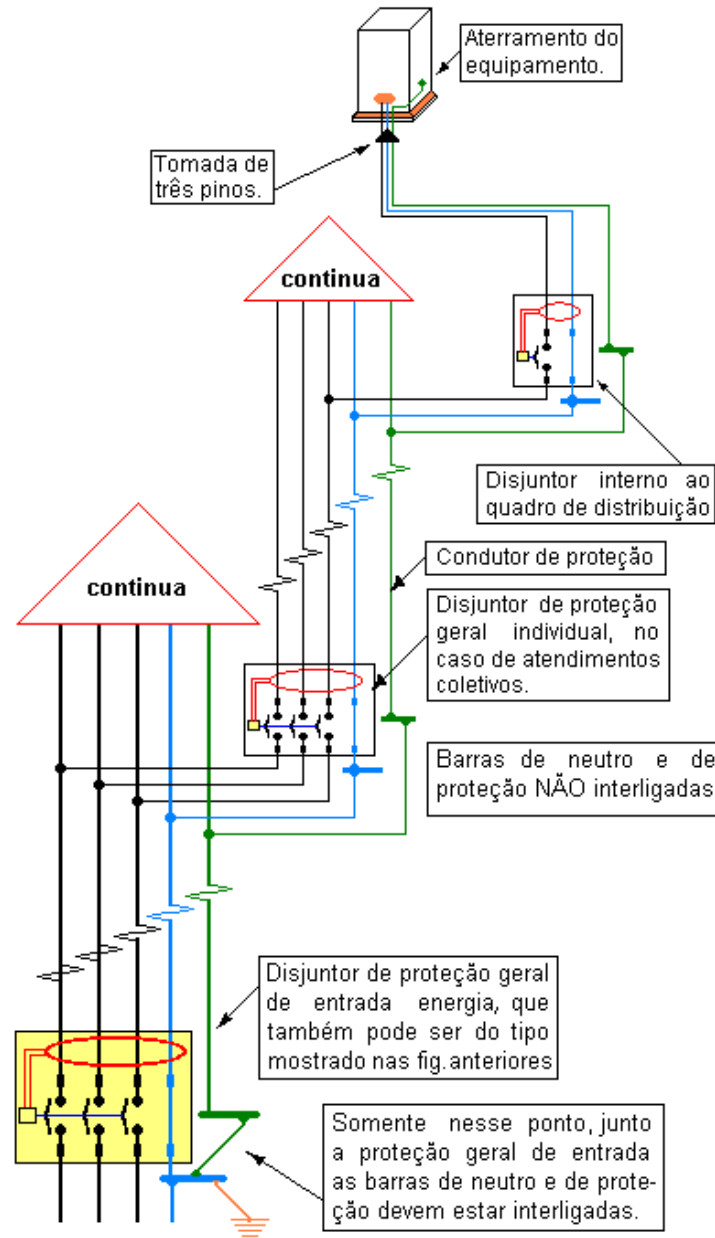 Aterramento do
equipamento.
Tomada de
três pinos.
continua
Disjuntor interno ao
quadro de distribuição
continua
Condutor de proteção
Disjuntor de proteção
geral individual, no
caso de atendimentos
coletivos.
Barras de neutro e de
proteção NÃO interligadas
Disjuntor de proteção geral
de entrada energia, que
também pode ser do tipo
mostrado nas fig.anteriores
Somente nesse ponto, junto
a proteção geral de entrada
as barras de neutro e de prote-
ção devem estar interligadas.